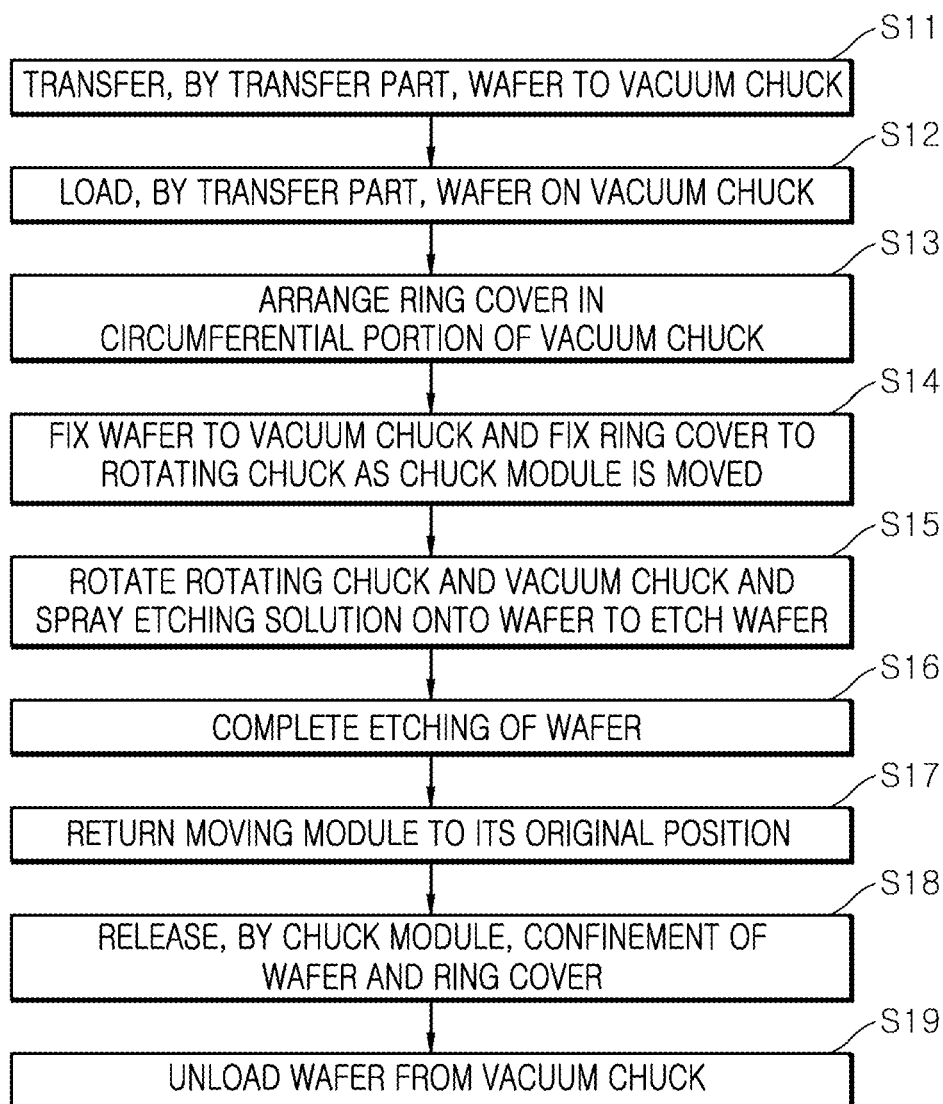 S11
TRANSFER, BY TRANSFER PART, WAFER TO VACUUM CHUCK
S12
LOAD, BY TRANSFER PART, WAFER ON VACUUM CHUCK
S13
ARRANGE RING COVER IN
CIRCUMFERENTIAL PORTION OF VACUUM CHUCK
S14
FIX WAFER TO VACUUM CHUCK AND FIX RING COVER TO
ROTATING CHUCK AS CHUCK MODULE IS MOVED
S15
ROTATE ROTATING CHUCK AND VACUUM CHUCK AND
SPRAY ETCHING SOLUTION ONTO WAFER TO ETCH WAFER
S16
COMPLETE ETCHING OF WAFER
S17
RETURN MOVING MODULE TO ITS ORIGINAL POSITION
S18
RELEASE, BY CHUCK MODULE, CONFINEMENT OF
WAFER AND RING COVER
S19
UNLOAD WAFER FROM VACUUM CHUCK